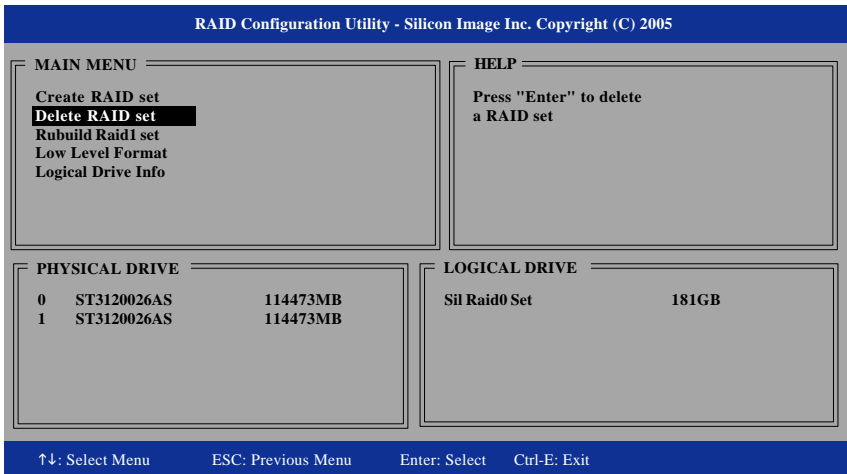 RAID Configuration Utility - Silicon Image Inc. Copyright (C) 2005
MAIN MENU
Create RAID set
Delete RAID set
Rubuild Raid1 set
Low Level Format
Logical Drive Info
HELP
Press "Enter" to delete
a RAID set
PHYSICAL DRIVE
0 ST3120026AS 114473MB
1 ST3120026AS 114473MB
LOGICAL DRIVE
Sil Raid0 Set 181GB
↑↓: Select Menu ESC: Previous Menu Enter: Select Ctrl-E: Exit